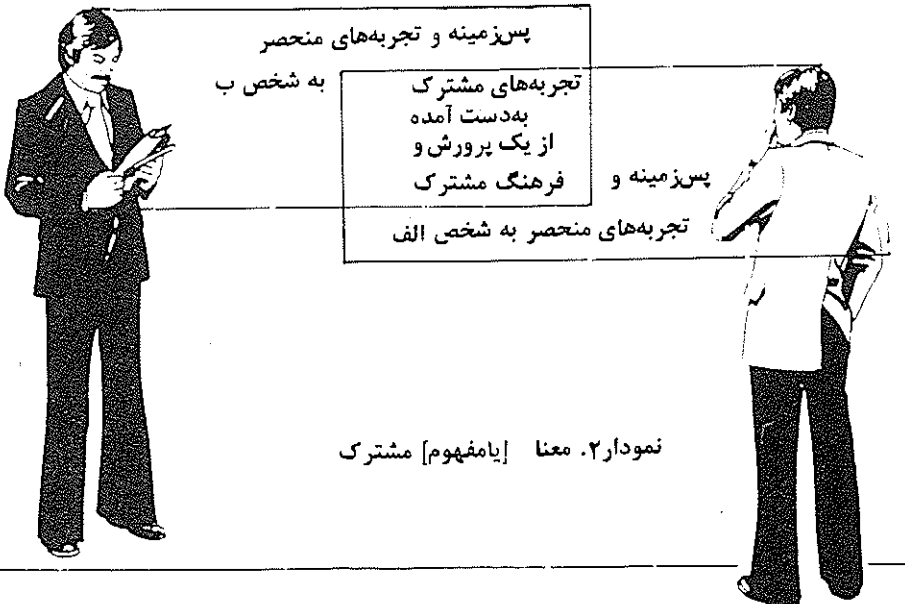 پس‌زمینه و تجربه‌های منحصر
به شخص ب
تجربه‌های مشترک
به‌دست آمده
از یک پرورش و
فرهنگ مشترک
پس‌زمینه و
تجربه‌های منحصر به شخص الف
نمودار۲. معنا [یامفهوم] مشترک